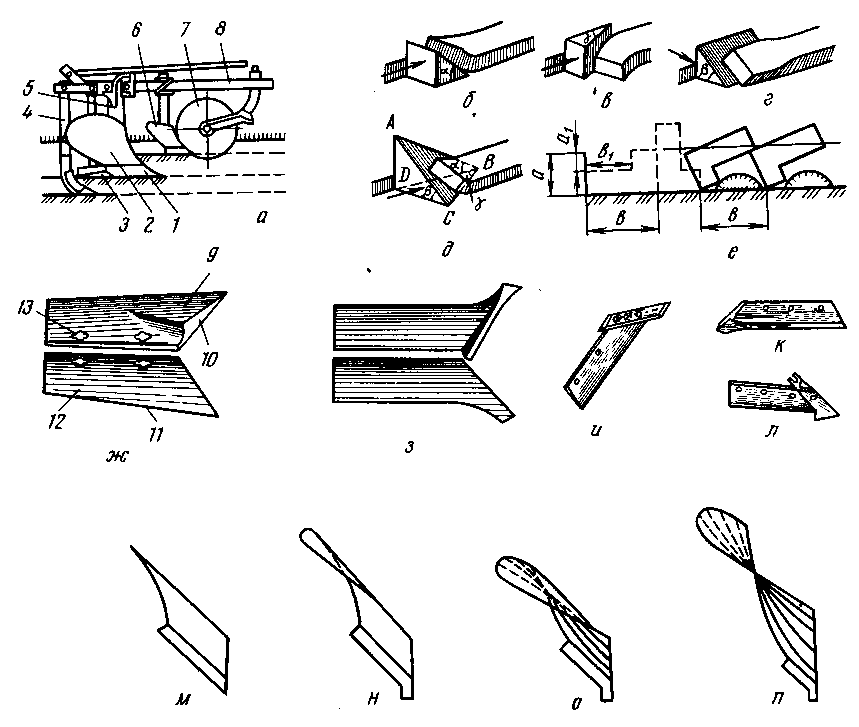 6 7 8
5
4
3 2 1 а
б в г
α
γ
β
A
B
D
C
α
β
γ
д
a₁
a
в₁
в в
е
9
13
10
12 11
ж
з
и
к
л
м н о п